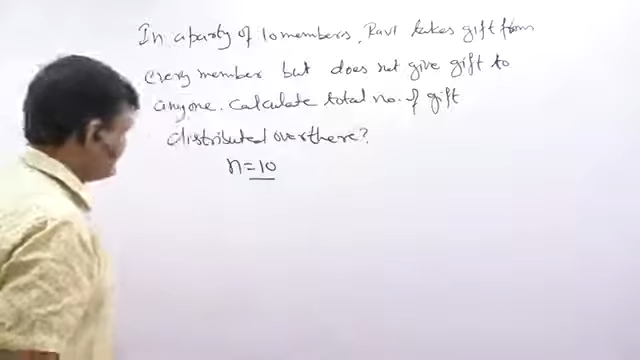 In a party of 10 members, Ravi takes gift from
every member but does not give gift to
anyone. Calculate total no. of gift
distributed over there?
n = 10